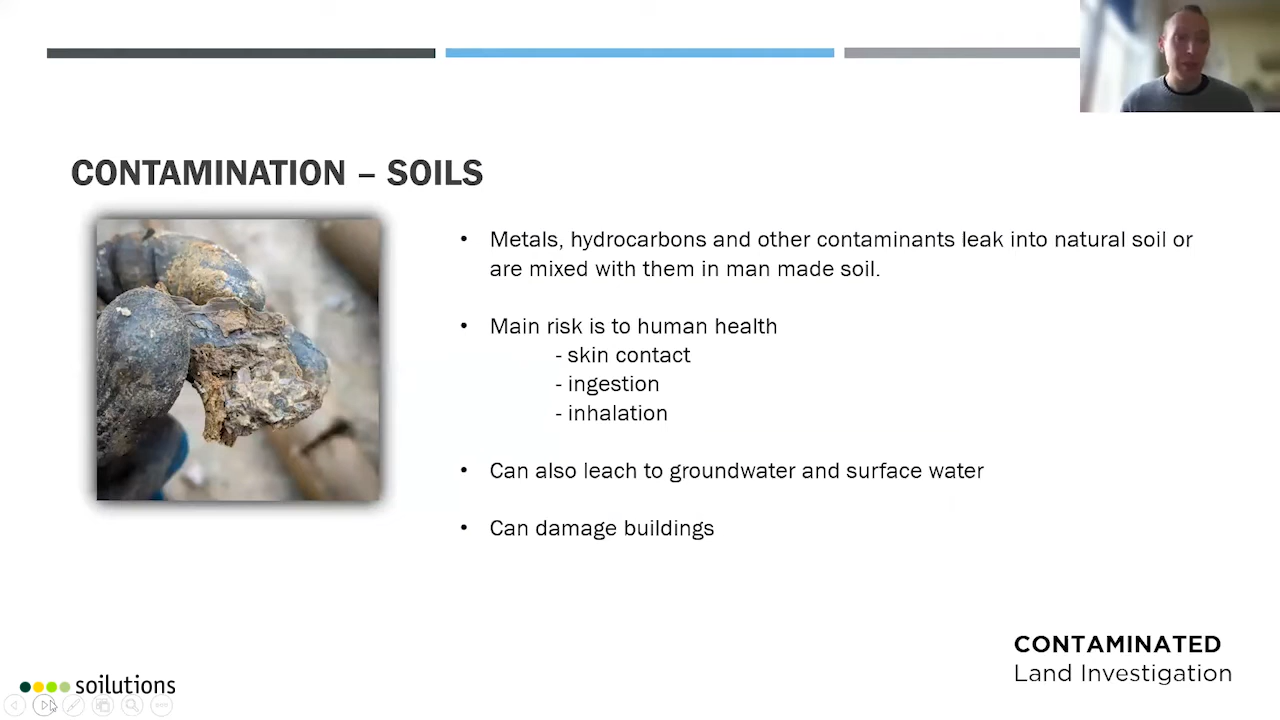 CONTAMINATION – SOILS
• Metals, hydrocarbons and other contaminants leak into natural soil or
are mixed with them in man made soil.
• Main risk is to human health
- skin contact
- ingestion
- inhalation
• Can also leach to groundwater and surface water
• Can damage buildings
CONTAMINATED
Land Investigation
soilutions